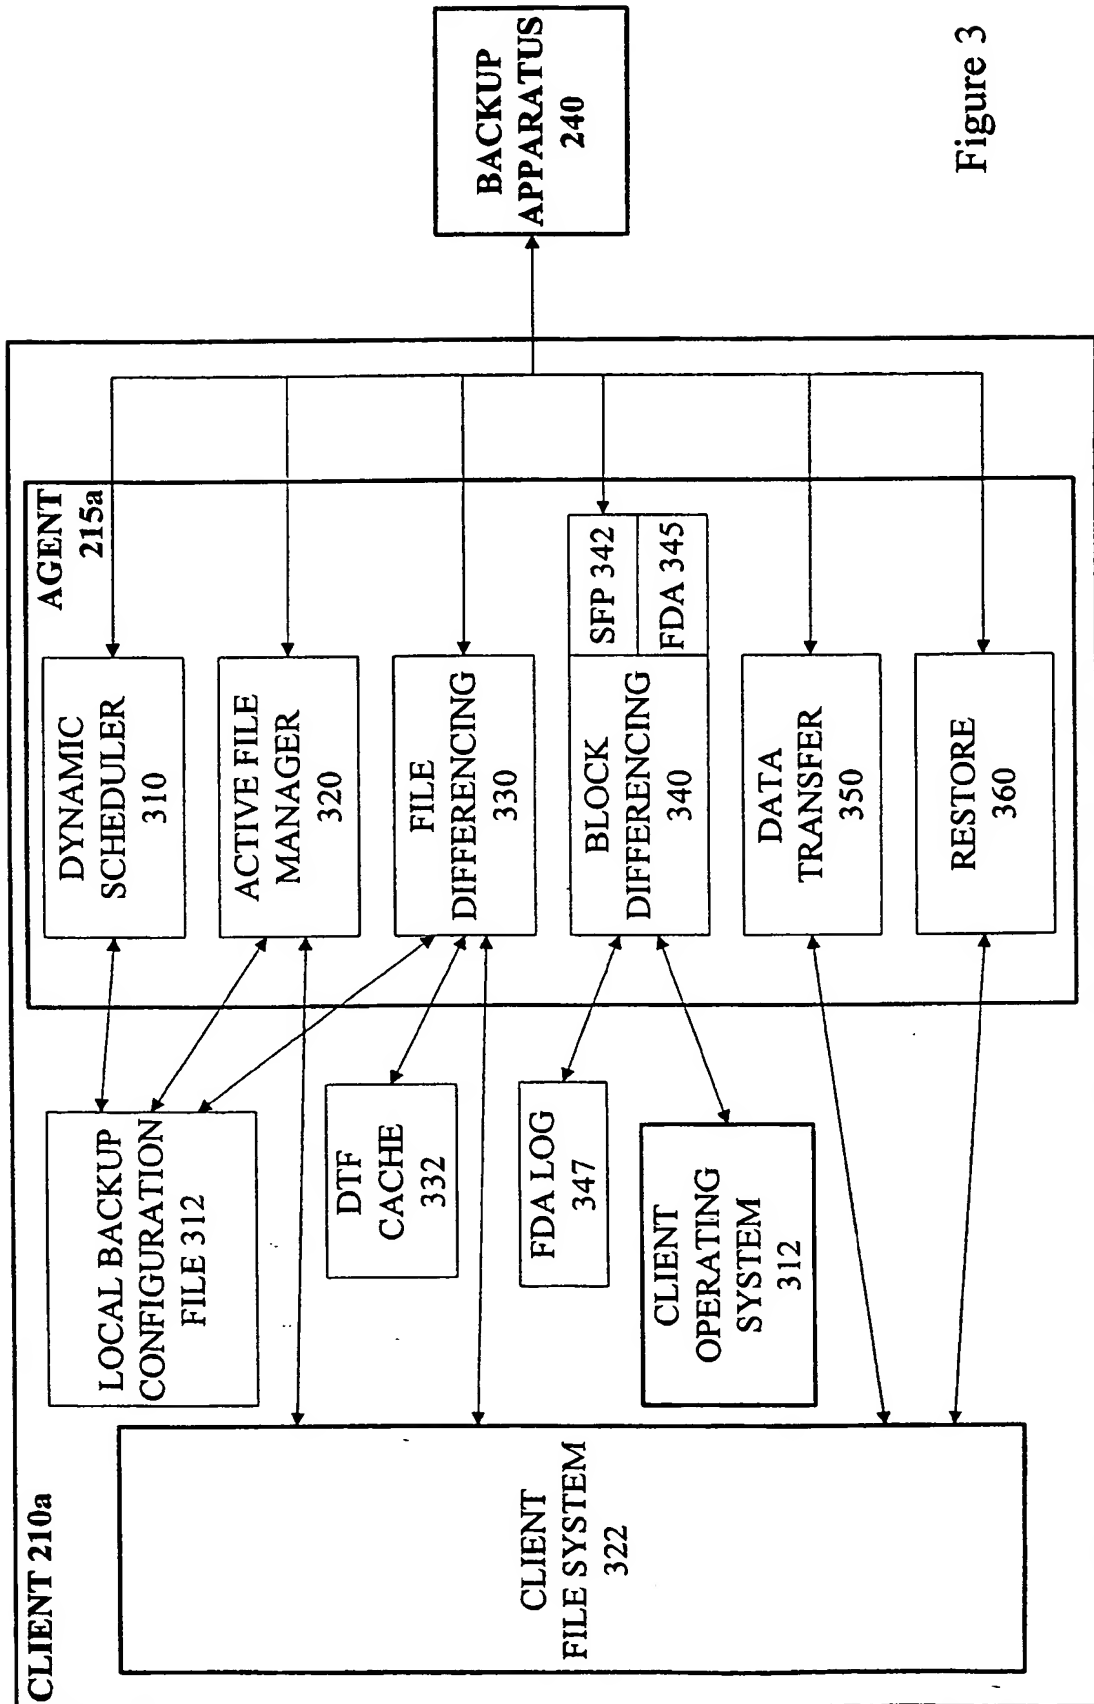 CLIENT 210a
CLIENT
FILE SYSTEM
322
LOCAL BACKUP
CONFIGURATION
FILE 312
DTF
CACHE
332
FDA LOG
347
CLIENT
OPERATING
SYSTEM
312
AGENT
215a
DYNAMIC
SCHEDULER
310
ACTIVE FILE
MANAGER
320
FILE
DIFFERENCING
330
BLOCK
DIFFERENCING
340
SFP 342
FDA 345
DATA
TRANSFER
350
RESTORE
360
BACKUP
APPARATUS
240
Figure 3